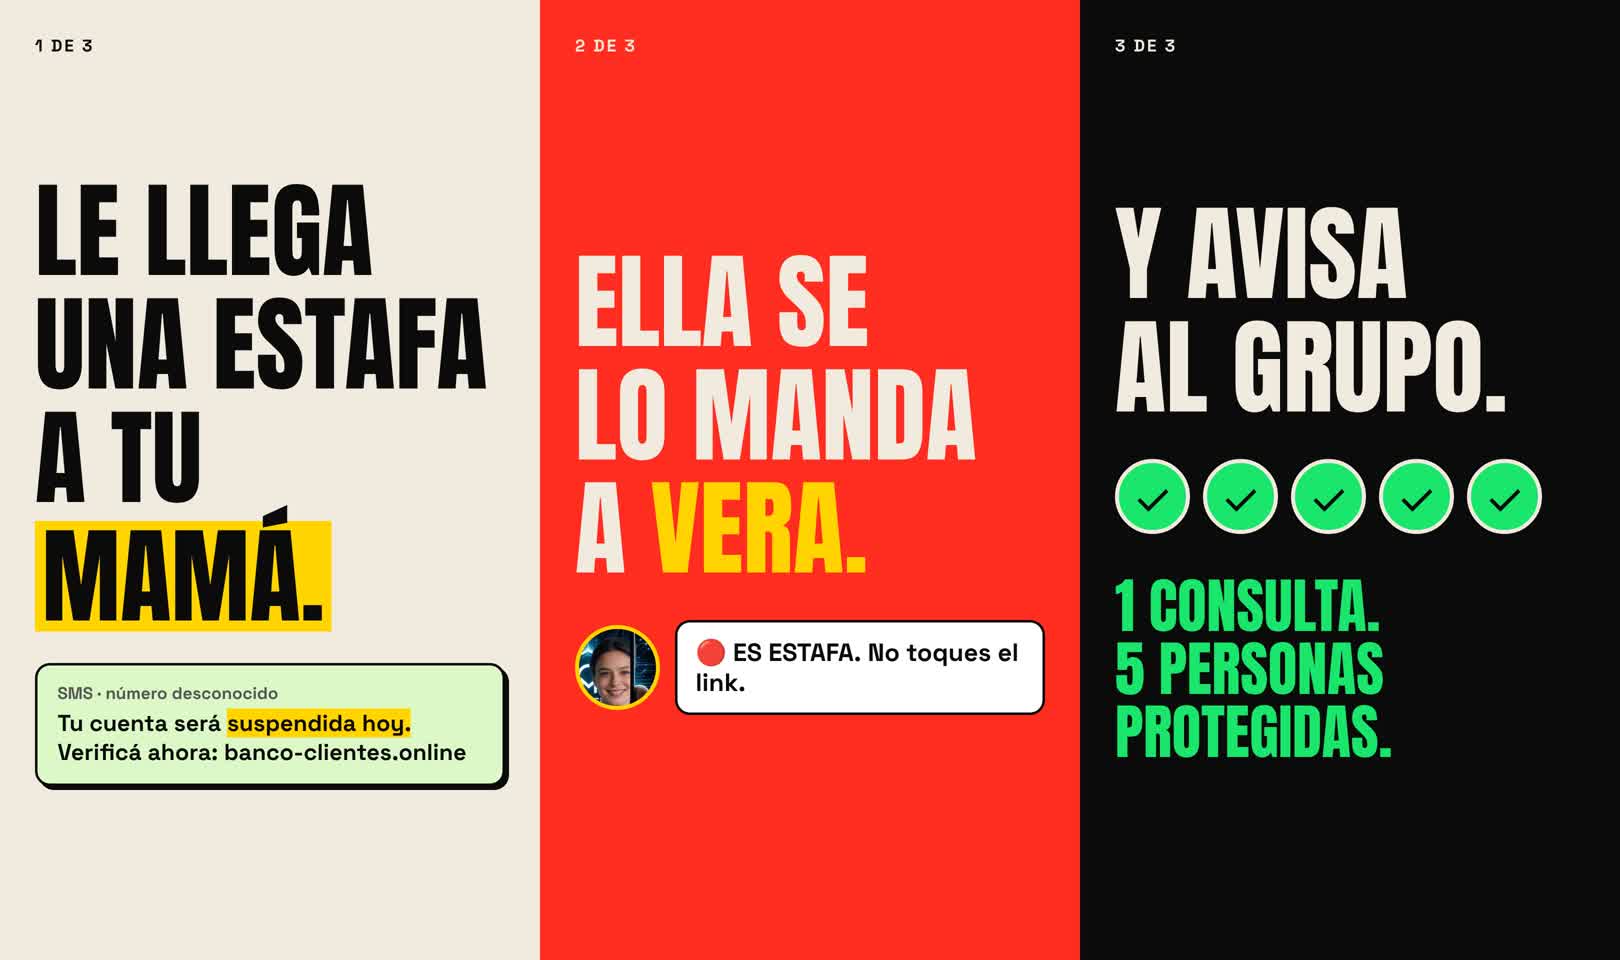 1 DE 3
LE LLEGA
UNA ESTAFA
A TU
MAMÁ.
SMS · número desconocido
Tu cuenta será suspendida hoy.
Verificá ahora: banco-clientes.online
2 DE 3
ELLA SE
LO MANDA
A VERA.
🔴 ES ESTAFA. No toques el
link.
3 DE 3
Y AVISA
AL GRUPO.
1 CONSULTA.
5 PERSONAS
PROTEGIDAS.